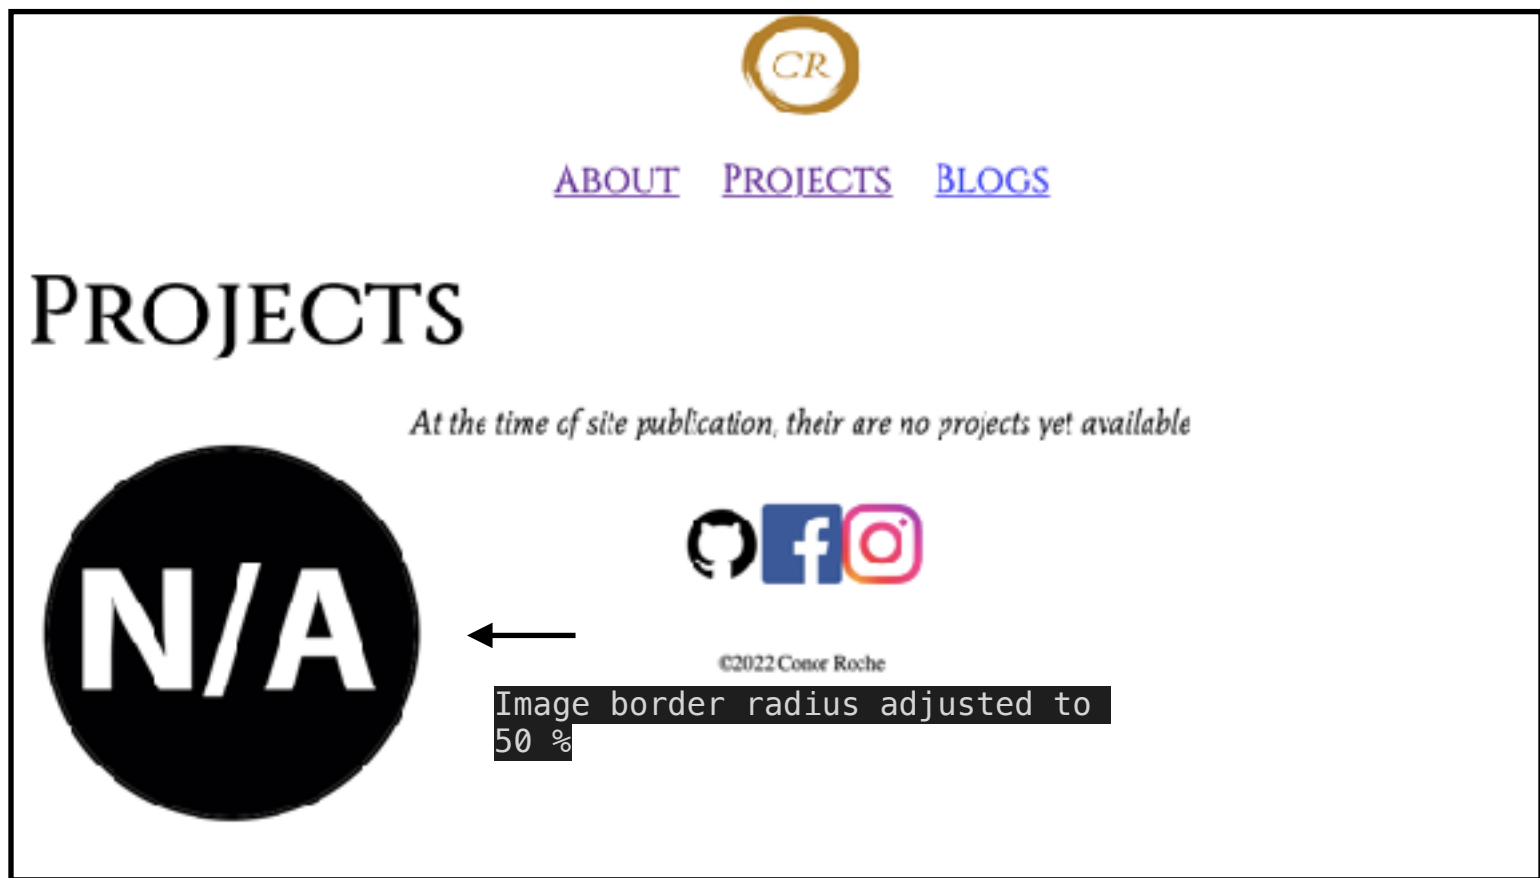 CR
About Projects Blogs
Projects
At the time of site publication, their are no projects yet available
N/A
©2022 Conor Roche
Image border radius adjusted to
50 %